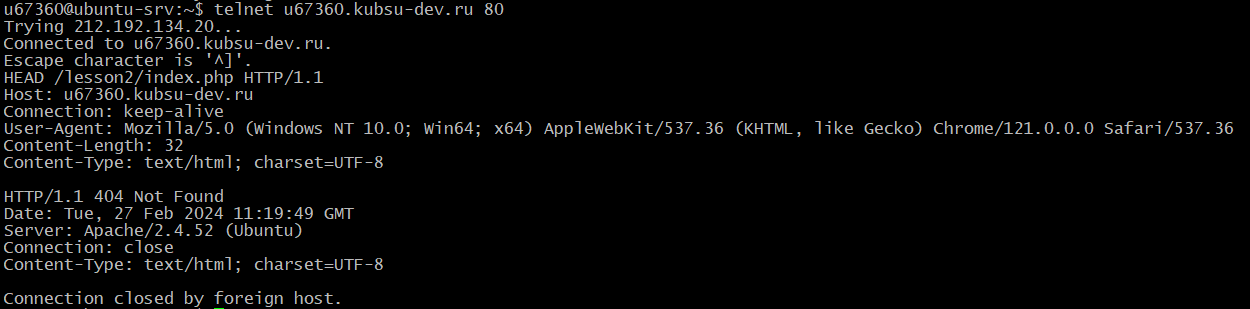 u67360@ubuntu-srv:~$ telnet u67360.kubsu-dev.ru 80
Trying 212.192.134.20...
Connected to u67360.kubsu-dev.ru.
Escape character is '^]'.
HEAD /lesson2/index.php HTTP/1.1
Host: u67360.kubsu-dev.ru
Connection: keep-alive
User-Agent: Mozilla/5.0 (Windows NT 10.0; Win64; x64) AppleWebKit/537.36 (KHTML, like Gecko) Chrome/121.0.0.0 Safari/537.36
Content-Length: 32
Content-Type: text/html; charset=UTF-8
HTTP/1.1 404 Not Found
Date: Tue, 27 Feb 2024 11:19:49 GMT
Server: Apache/2.4.52 (Ubuntu)
Connection: close
Content-Type: text/html; charset=UTF-8
Connection closed by foreign host.